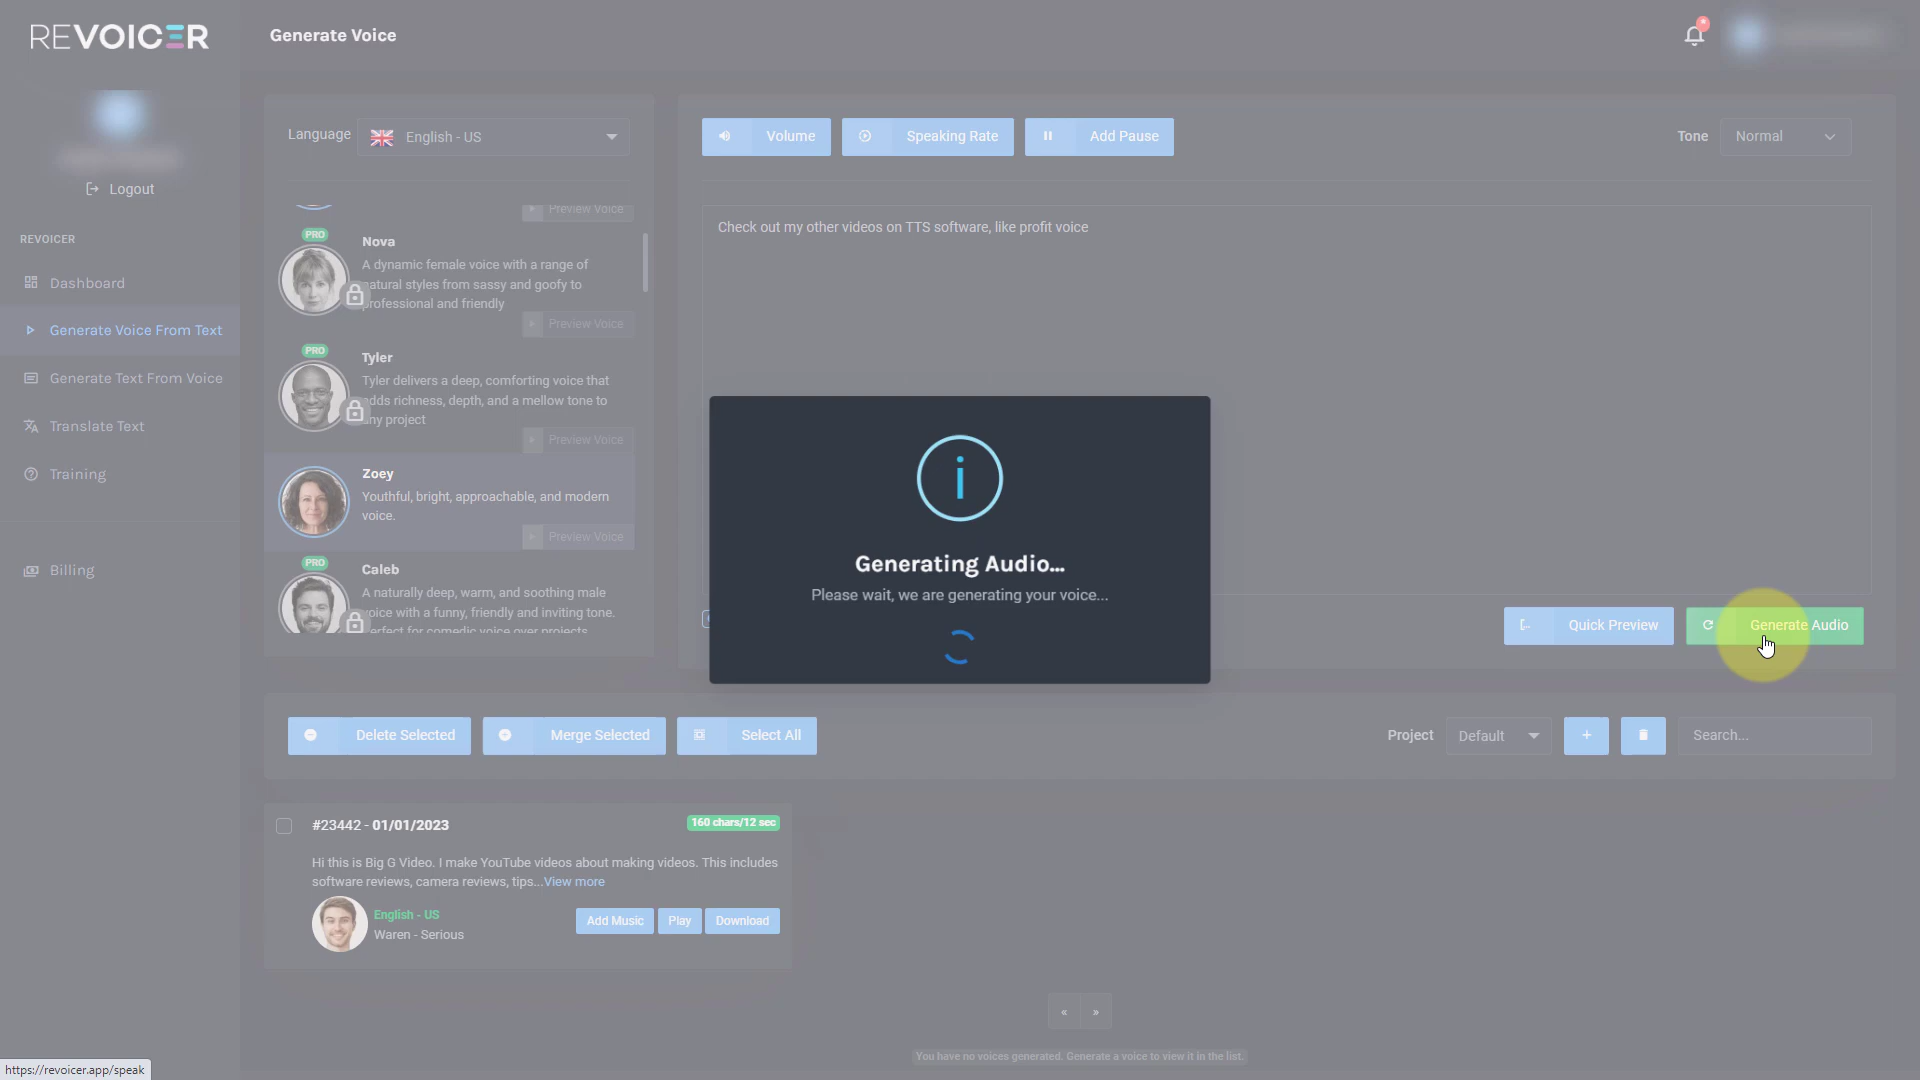 REVOICER
Generate Voice
Logout
REVOICER
Dashboard
Generate Voice From Text
Generate Text From Voice
Translate Text
Training
Billing
Language
English - US
Preview Voice
PRO
Nova
A dynamic female voice with a range of
natural styles from sassy and goofy to
professional and friendly
Preview Voice
PRO
Tyler
Tyler delivers a deep, comforting voice that
adds richness, depth, and a mellow tone to
any project
Preview Voice
Zoey
Youthful, bright, approachable, and modern
voice.
Preview Voice
PRO
Caleb
A naturally deep, warm, and soothing male
voice with a funny, friendly and inviting tone.
Perfect for comedic voice over projects
Volume
Speaking Rate
Add Pause
Tone
Normal
Check out my other videos on TTS software, like profit voice
i
Generating Audio...
Please wait, we are generating your voice...
Quick Preview
Generate Audio
Delete Selected
Merge Selected
Select All
Project
Default
+
Search...
#23442 - 01/01/2023
160 chars/12 sec
Hi this is Big G Video. I make YouTube videos about making videos. This includes
software reviews, camera reviews, tips...View more
English - US
Waren - Serious
Add Music
Play
Download
« »
You have no voices generated. Generate a voice to view it in the list.
https://revoicer.app/speak